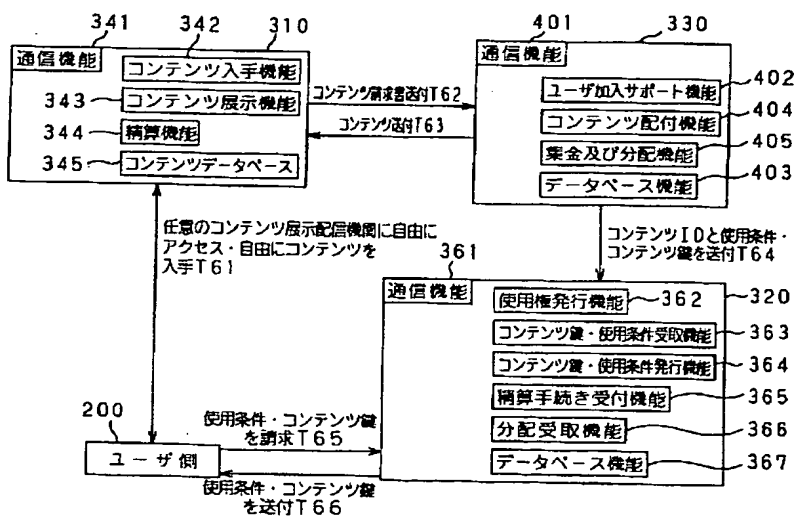 341
342
310
通信機能
コンテンツ入手機能
343
コンテンツ展示機能
344
精算機能
345
コンテンツデータベース
コンテンツ請求書送付T62
コンテンツ送付T63
401
330
通信機能
ユーザ加入サポート機能
402
コンテンツ配付機能
404
集金及び分配機能
405
データベース機能
403
任意のコンテンツ展示配信機関に自由に
アクセス・自由にコンテンツを
入手T61
コンテンツIDと使用条件・
コンテンツ鍵を送付T64
361
通信機能
320
使用権発行機能
362
コンテンツ鍵・使用条件受取機能
363
コンテンツ鍵・使用条件発行機能
364
精算手続き受付機能
365
分配受取機能
366
データベース機能
367
200
ユーザ側
使用条件・コンテンツ鍵
を請求T65
使用条件・コンテンツ鍵
を送付T66